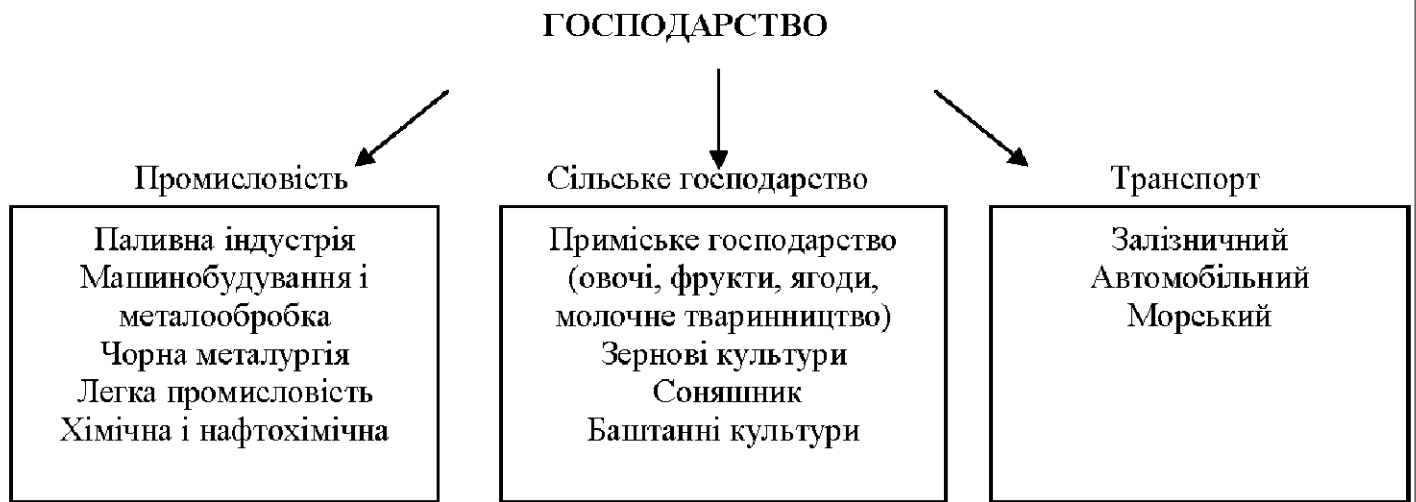 ГОСПОДАРСТВО
Промисловість
Паливна індустрія
Машинобудування і
металообробка
Чорна металургія
Легка промисловість
Хімічна і нафтохімічна
Сільське господарство
Приміське господарство
(овочі, фрукти, ягоди,
молочне тваринництво)
Зернові культури
Соняшник
Баштанні культури
Транспорт
Залізничний
Автомобільний
Морський